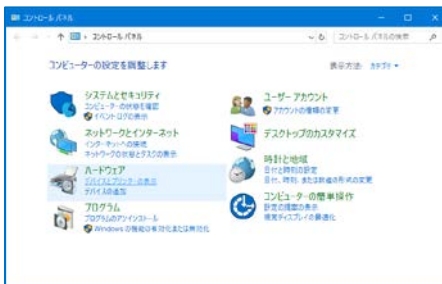 コントロール パネル
コントロール パネル
コントロール パネルの検索
コンピューターの設定を調整します
表示方法: カテゴリ
システムとセキュリティ
コンピューターの状態を確認
イベント ログの表示
ネットワークとインターネット
インターネットへの接続
ネットワークの状態とタスクの表示
ハードウェア
デバイスとプリンターの表示
デバイスの追加
プログラム
プログラムのアンインストール
Windows の機能の有効化または無効化
ユーザー アカウント
アカウントの種類の変更
デスクトップのカスタマイズ
時計と地域
日付と時刻の設定
日付、時刻、または数値の形式の変更
コンピューターの簡単操作
設定の提案の表示
視覚ディスプレイの最適化